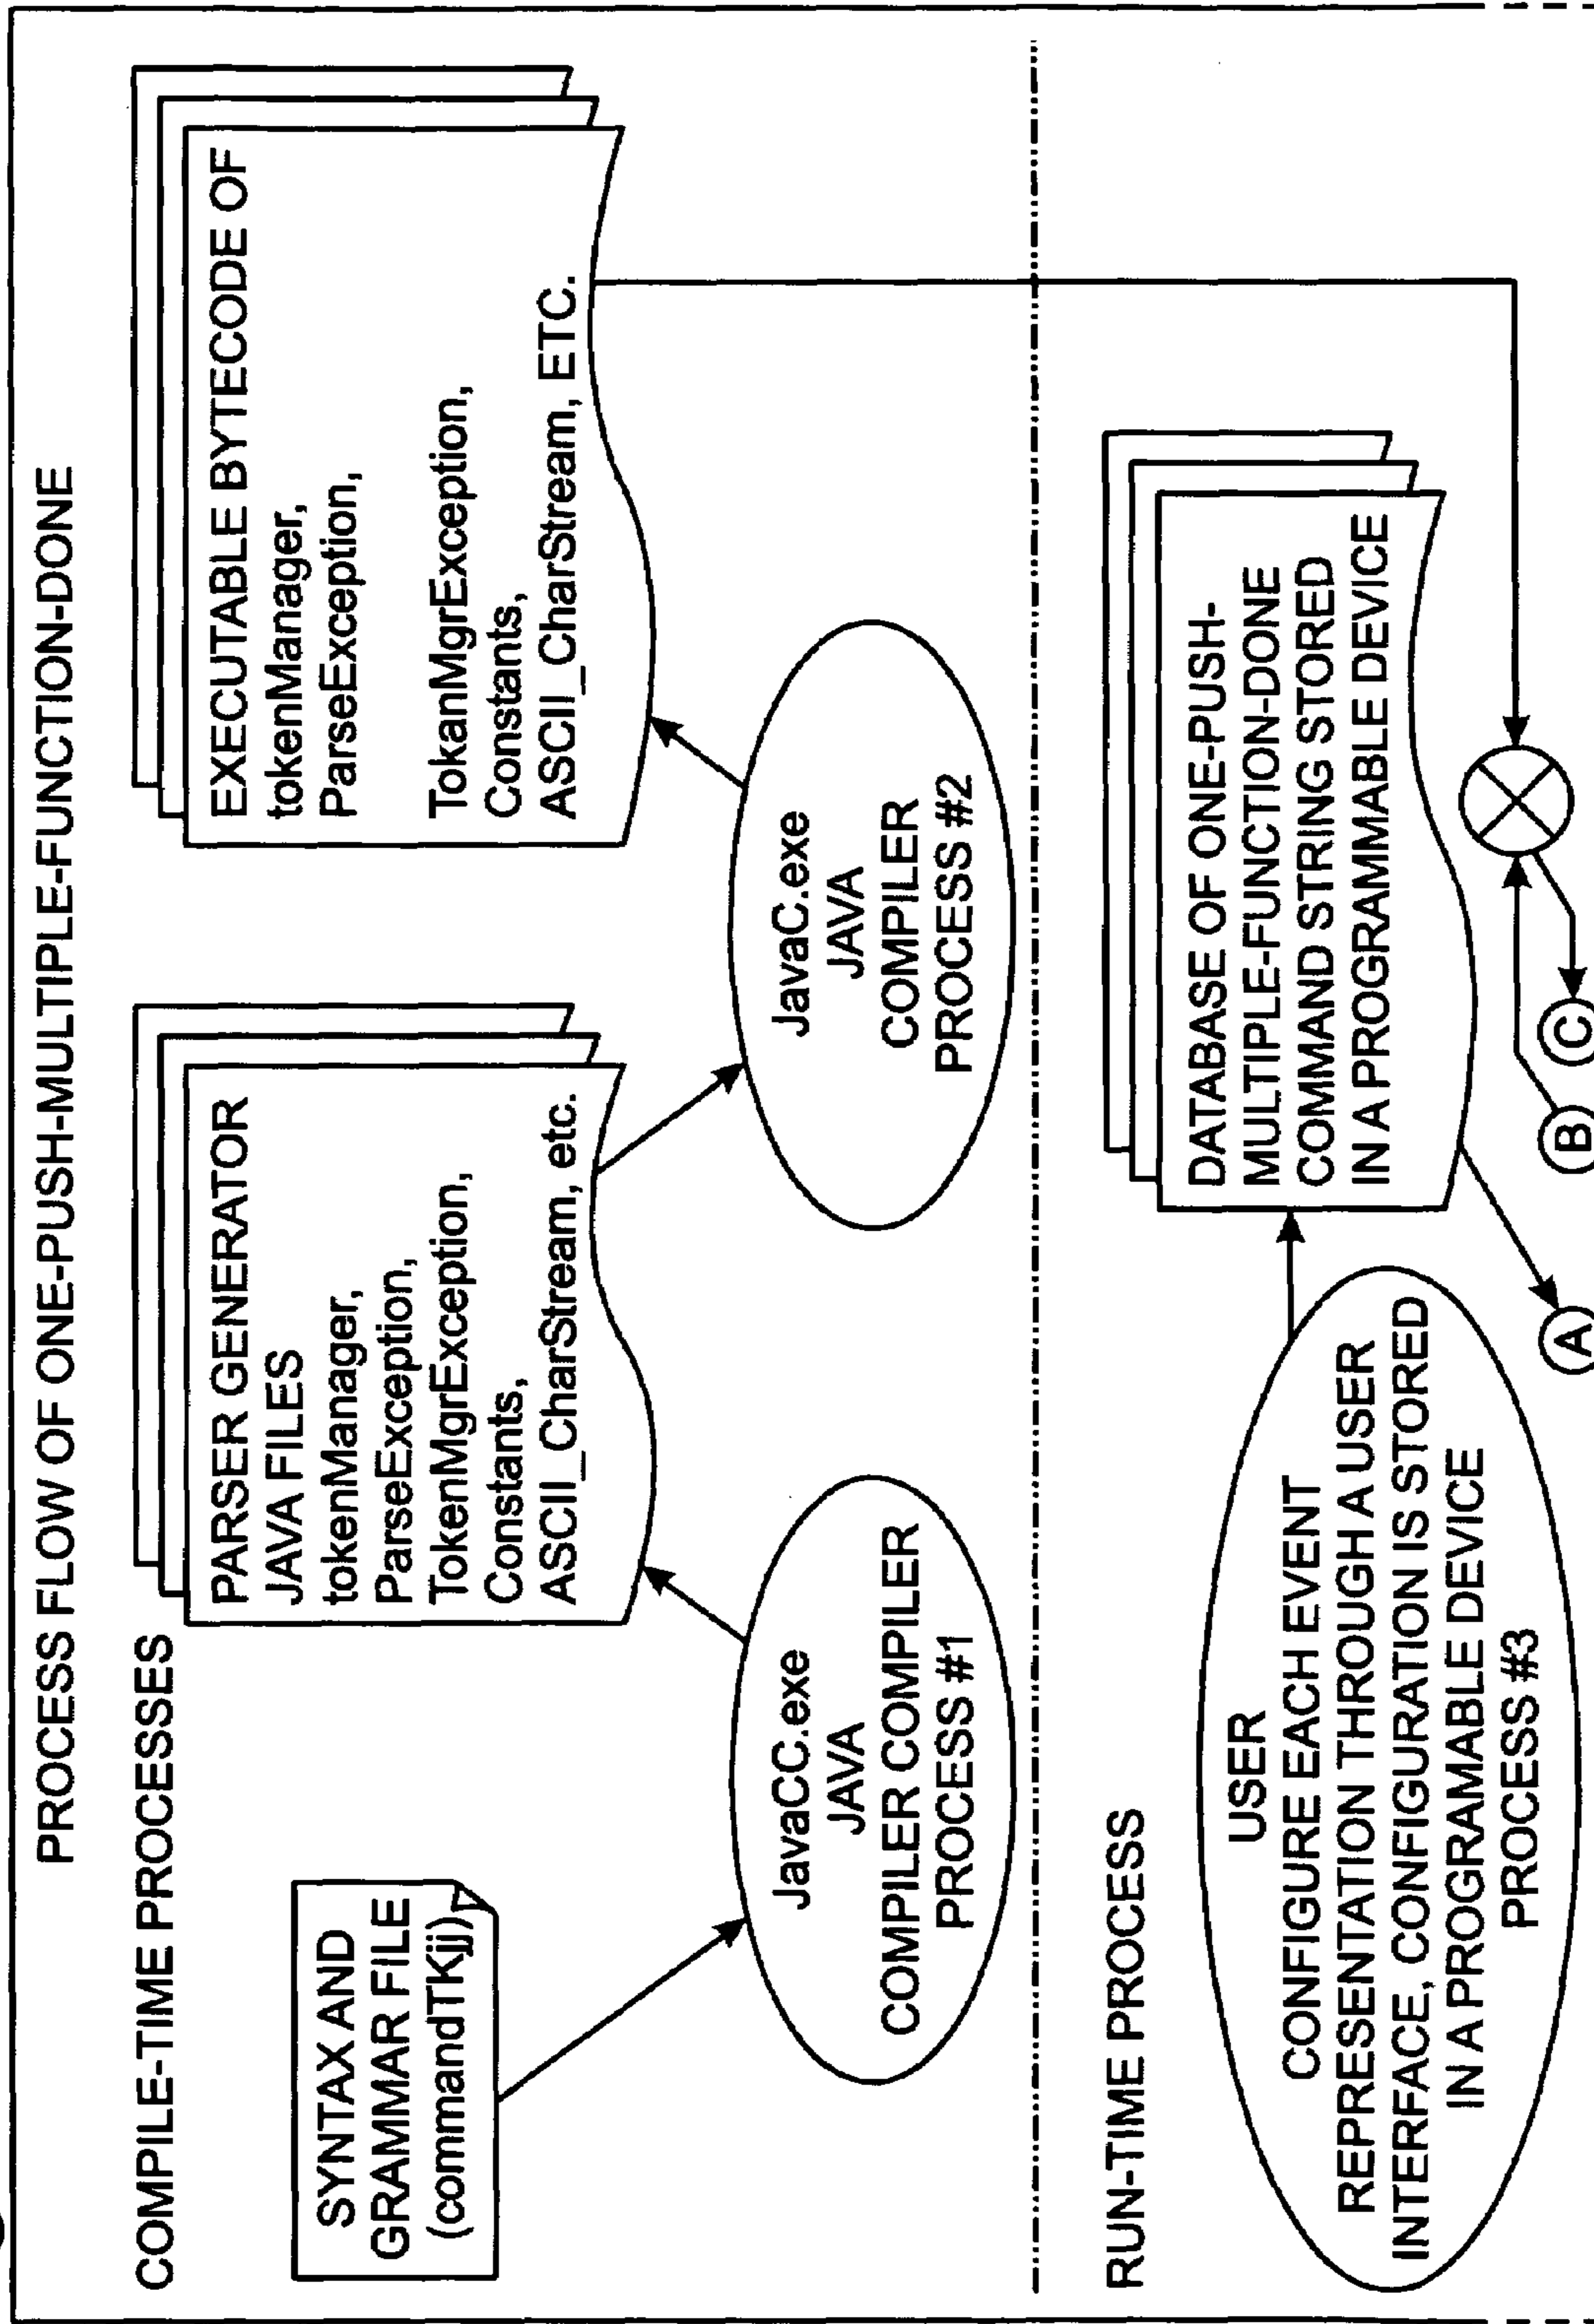 PROCESS FLOW OF ONE-PUSH-MULTIPLE-FUNCTION-DONE
COMPILE-TIME PROCESSES
SYNTAX AND
GRAMMAR FILE
(commandTKjjj)
JavaCC.exe
JAVA
COMPILER COMPILER
PROCESS #1
PARSER GENERATOR
JAVA FILES
tokenManager,
ParseException,
TokenMgrException,
Constants,
ASCII_CharStream, etc.
JavaC.exe
JAVA
COMPILER
PROCESS #2
EXECUTABLE BYTECODE OF
tokenManager,
ParseException,
TokanMgrException,
Constants,
ASCII_CharStream, ETC.
RUN-TIME PROCESS
USER
CONFIGURE EACH EVENT
REPRESENTATION THROUGH A USER
INTERFACE, CONFIGURATION IS STORED
IN A PROGRAMABLE DEVICE
PROCESS #3
DATABASE OF ONE-PUSH-
MULTIPLE-FUNCTION-DONE
COMMAND STRING STORED
IN A PROGRAMMABLE DEVICE
A
B
C